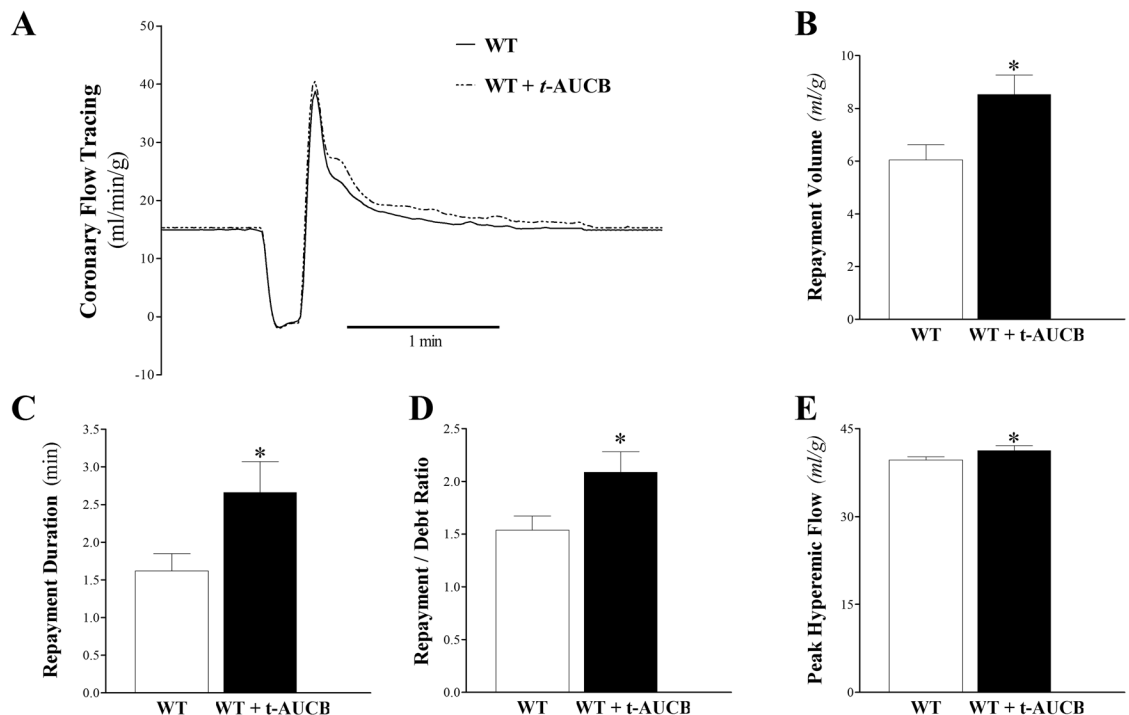 A
Coronary Flow Tracing
(ml/min/g)
50
40
30
20
10
0
-10
WT
WT + t-AUCB
1 min
B
Repayment Volume (ml/g)
10
8
6
4
2
0
*
WT
WT + t-AUCB
C
Repayment Duration (min)
3.5
3.0
2.5
2.0
1.5
1.0
0.5
0.0
*
WT
WT + t-AUCB
D
Repayment / Debt Ratio
2.5
2.0
1.5
1.0
0.5
0.0
*
WT
WT + t-AUCB
E
Peak Hyperemic Flow (ml/g)
45
30
15
0
*
WT
WT + t-AUCB